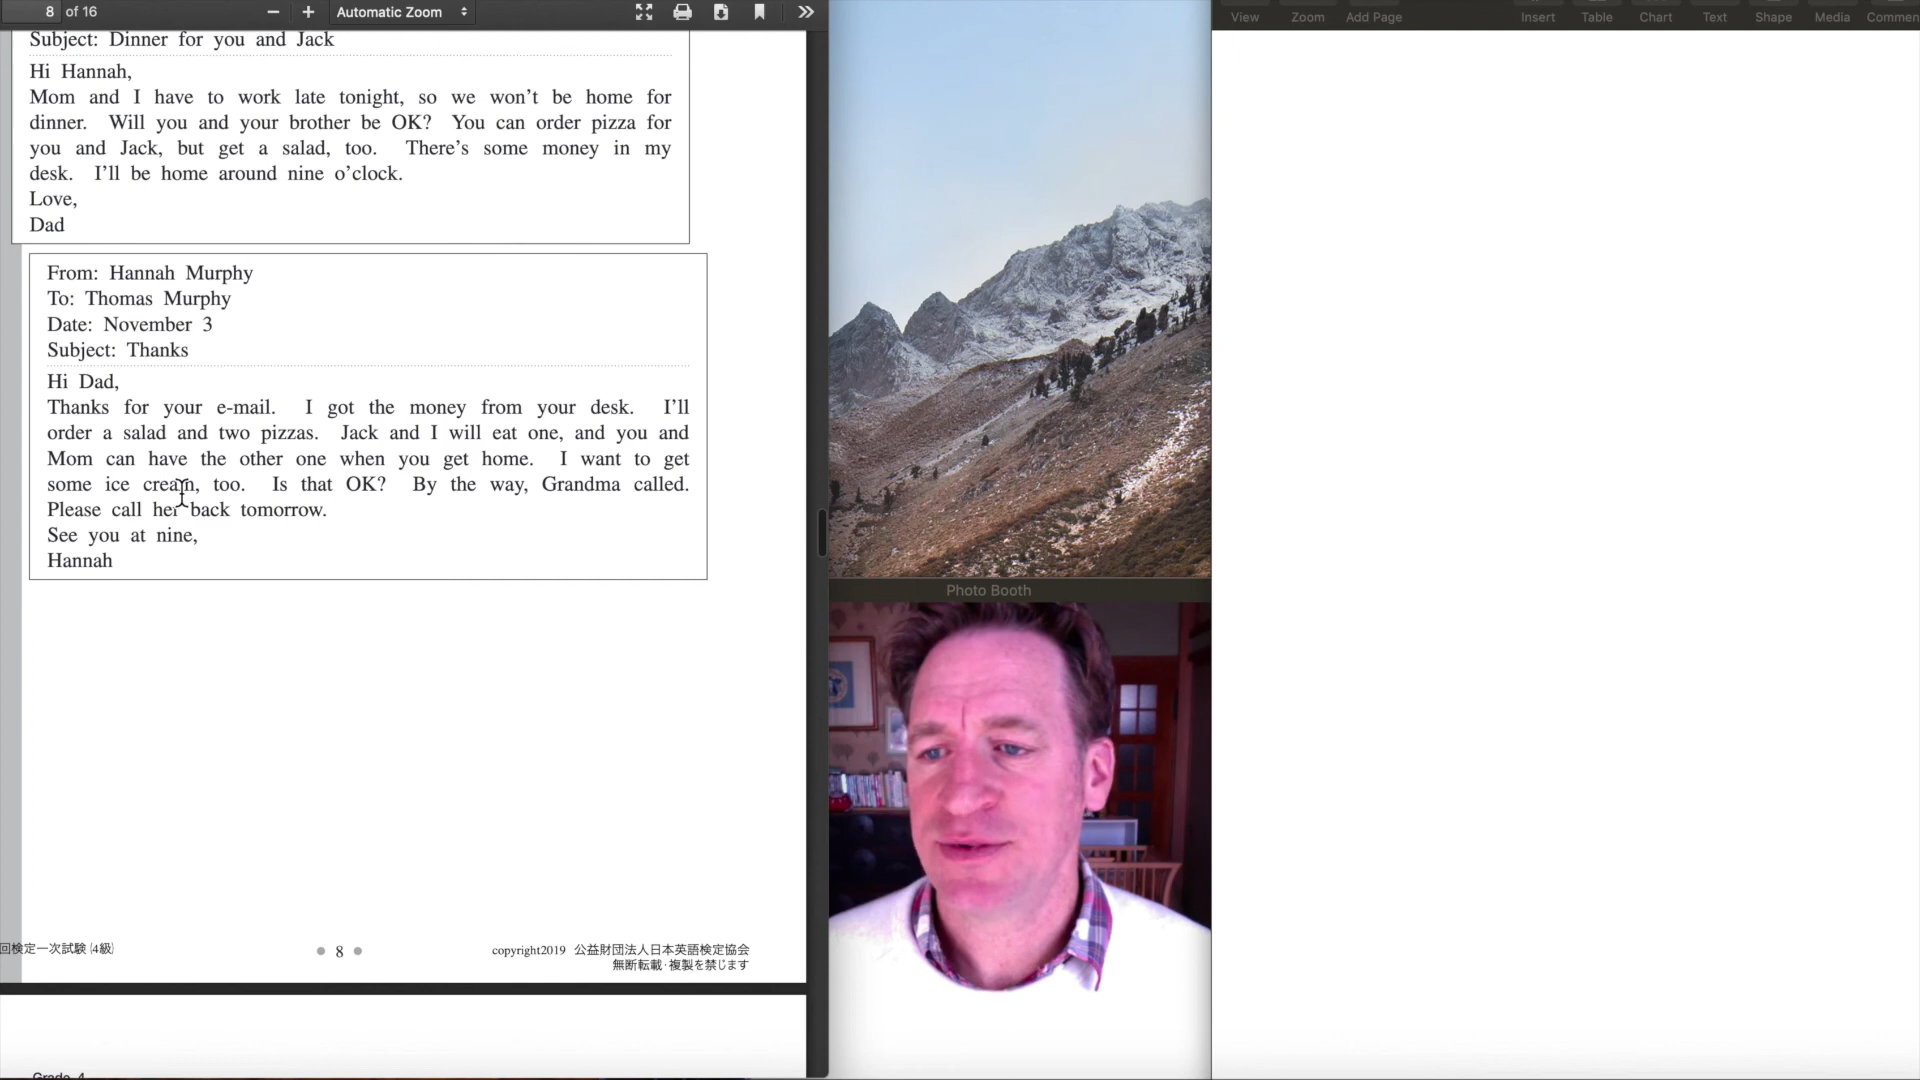 8 of 16
Automatic Zoom
View
Zoom
Add Page
Insert
Table
Chart
Text
Shape
Media
Commen
Subject: Dinner for you and Jack
Hi Hannah,
Mom and I have to work late tonight, so we won't be home for
dinner. Will you and your brother be OK? You can order pizza for
you and Jack, but get a salad, too. There's some money in my
desk. I'll be home around nine o'clock.
Love,
Dad
From: Hannah Murphy
To: Thomas Murphy
Date: November 3
Subject: Thanks
Hi Dad,
Thanks for your e-mail. I got the money from your desk. I'll
order a salad and two pizzas. Jack and I will eat one, and you and
Mom can have the other one when you get home. I want to get
some ice cream, too. Is that OK? By the way, Grandma called.
Please call her back tomorrow.
See you at nine,
Hannah
Photo Booth
回検定一次試験 (4級)
8
copyright2019 公益財団法人日本英語検定協会
無断転載・複製を禁じます
Grade 4